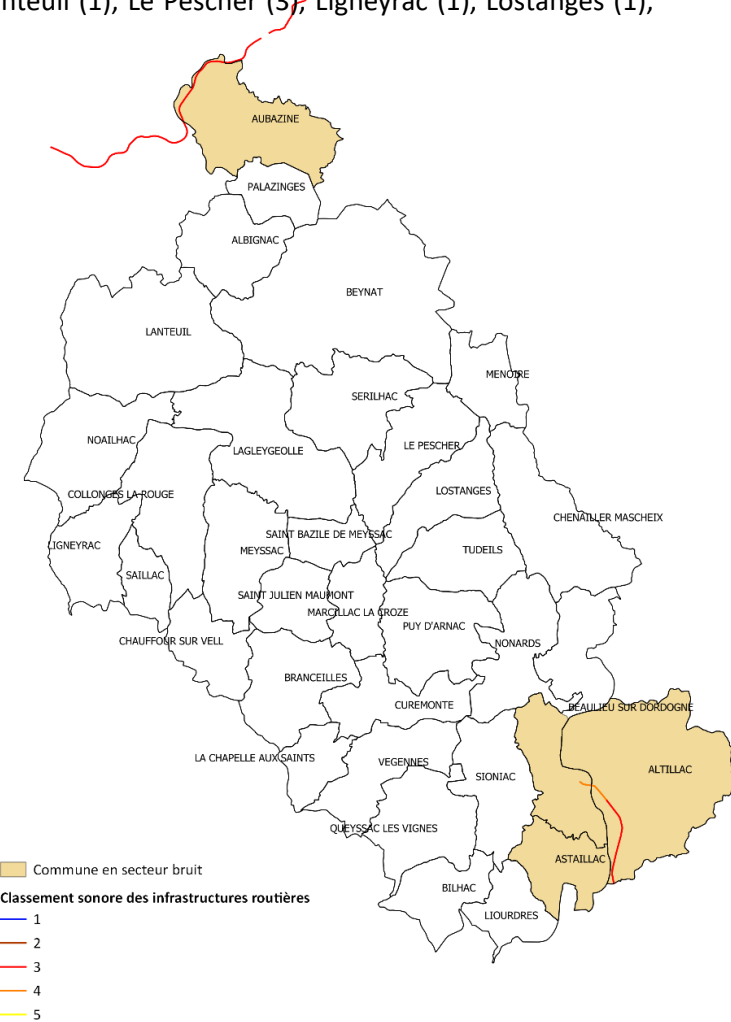 nteuil (1), Le Pescher (3), Ligneyrac (1), Lostanges (1),
AUBAZINE
PALAZINGES
ALBIGNAC
BEYNAT
LANTEUIL
MENOIRE
SERILHAC
NOAILHAC
LE PESCHER
LAGLEYGEOLLE
LOSTANGES
COLLONGES LA ROUGE
CHENAILLER MASCHEIX
SAINT BAZILE DE MEYSSAC
LIGNEYRAC
MEYSSAC
TUDEILS
SAILLAC
SAINT JULIEN MAUMONT
MARCILLAC LA CROZE
PUY D'ARNAC
CHAUFFOUR SUR VELL
NONARDS
BRANCEILLES
CUREMONTE
BEAULIEU SUR DORDOGNE
LA CHAPELLE AUX SAINTS
VEGENNES
ALTILLAC
SIONIAC
QUEYSSAC LES VIGNES
ASTAILLAC
BILHAC
LIOURDRES
Commune en secteur bruit
Classement sonore des infrastructures routières
1
2
3
4
5